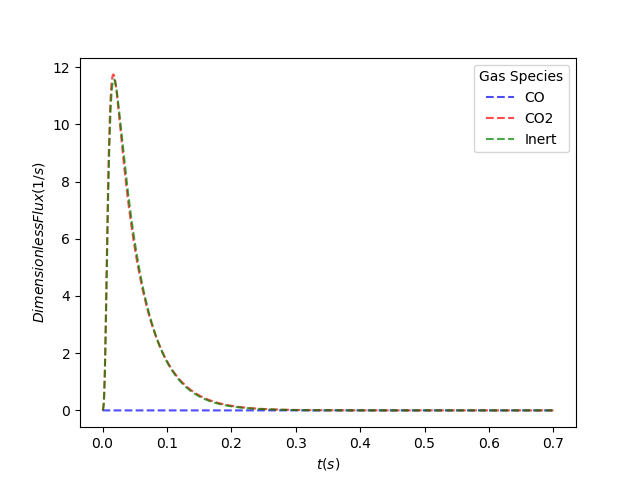 12
10
8
6
4
2
0
DimensionlessFlux(1/s)
Gas Species
CO
CO2
Inert
0.0 0.1 0.2 0.3 0.4 0.5 0.6 0.7
t(s)